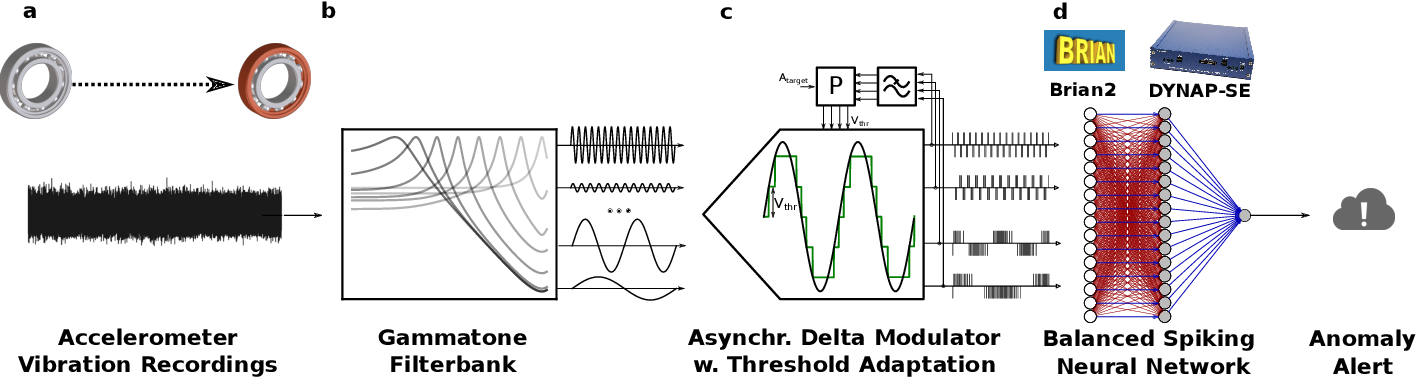 a
b
c
d
BRIAN
Brian2
DYNAP-SE
A_target
P
V_thr
V_thr
Accelerometer
Vibration Recordings
Gammatone
Filterbank
Asynchr. Delta Modulator
w. Threshold Adaptation
Balanced Spiking
Neural Network
!
Anomaly
Alert